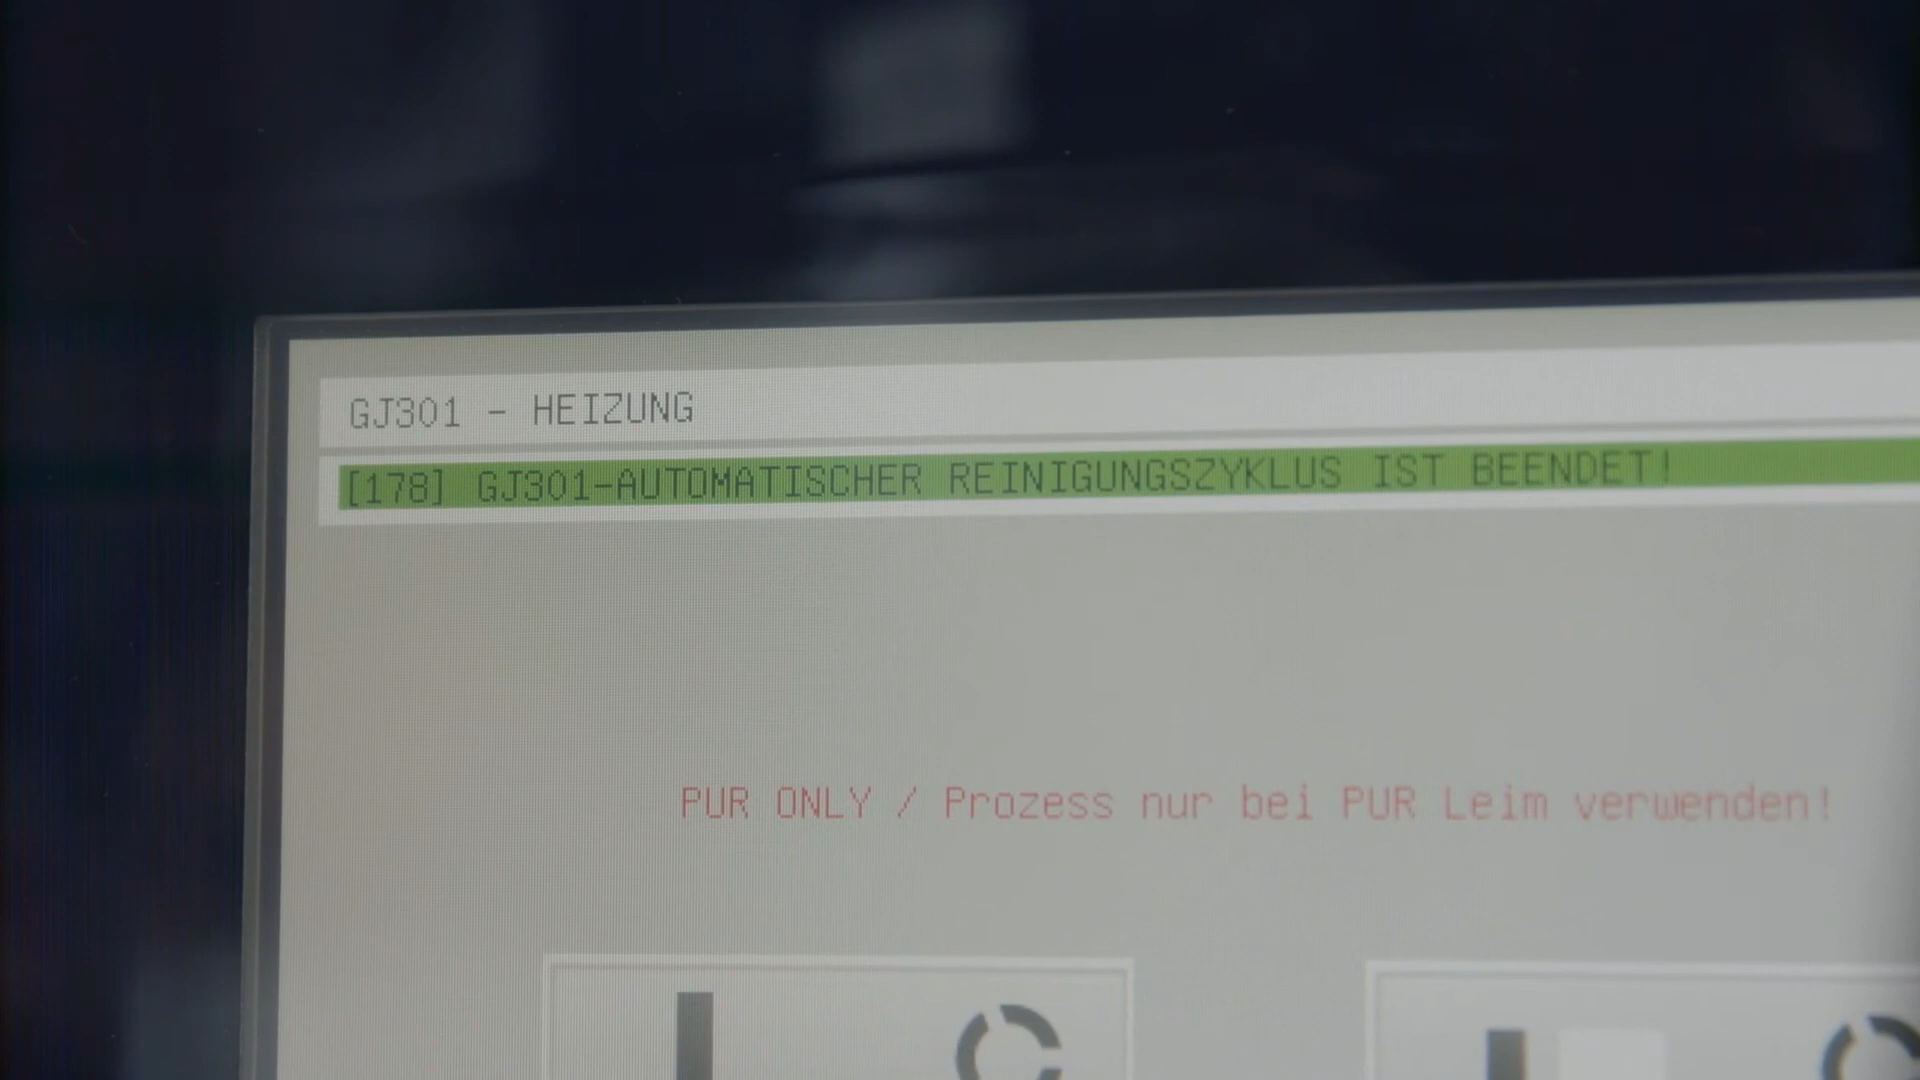 GJ301 - HEIZUNG
[178] GJ301-AUTOMATISCHER REINIGUNGSZYKLUS IST BEENDET!
PUR ONLY / Prozess nur bei PUR Leim verwenden!